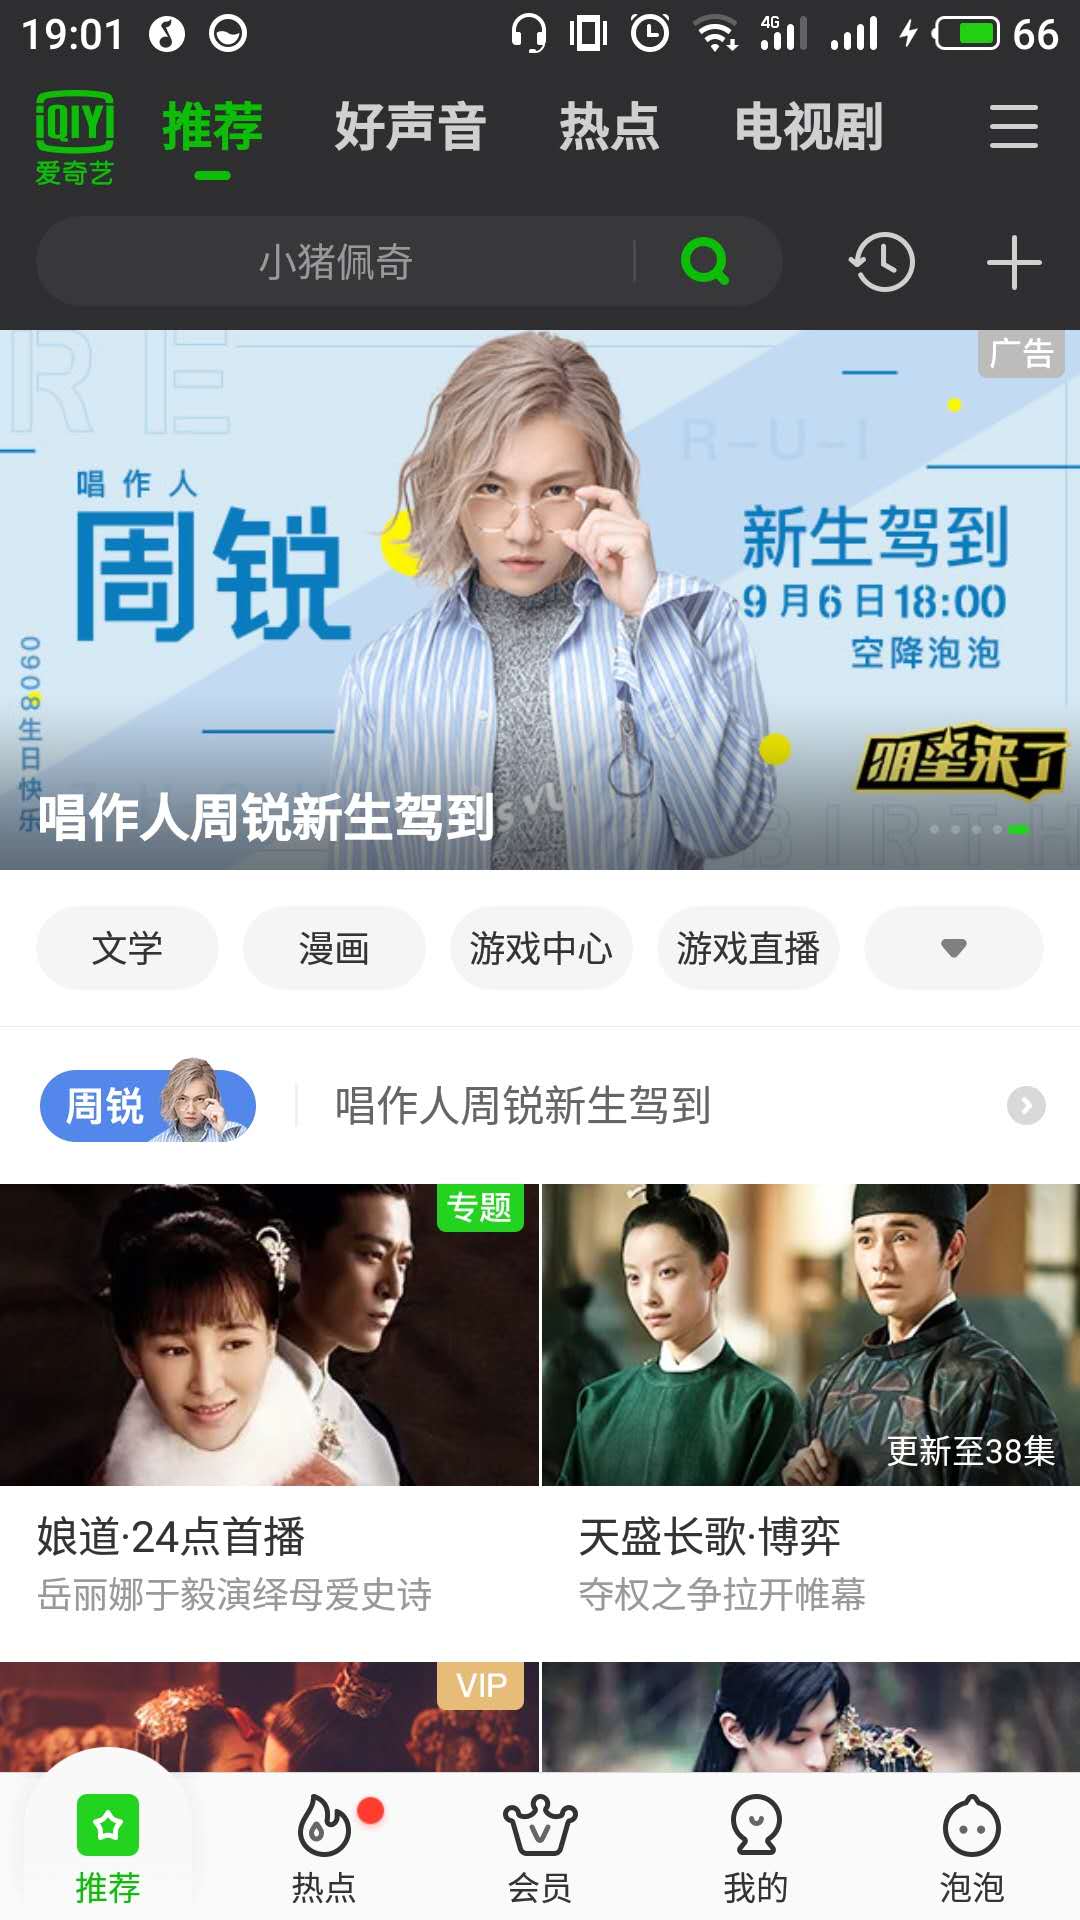 19:01
4G
66
iQIYI
爱奇艺
推荐
好声音
热点
电视剧
小猪佩奇
RE
广告
R-U-I
唱作人
周锐
新生驾到
9月6日18:00
空降泡泡
0908生日快乐
明星来了
唱作人周锐新生驾到
BIRTH
文学
漫画
游戏中心
游戏直播
周锐
唱作人周锐新生驾到
专题
更新至38集
娘道·24点首播
天盛长歌·博弈
岳丽娜于毅演绎母爱史诗
夺权之争拉开帷幕
VIP
推荐
热点
会员
我的
泡泡